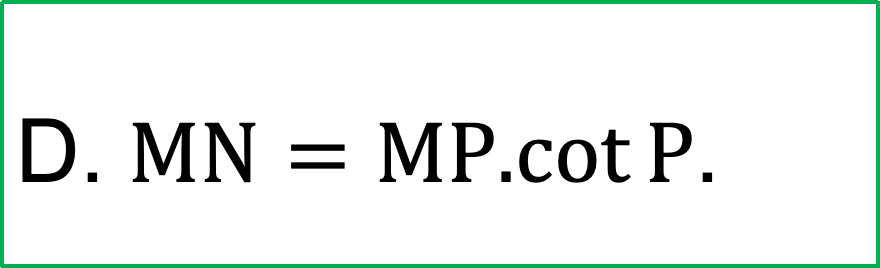 D. MN = MP.cot P.